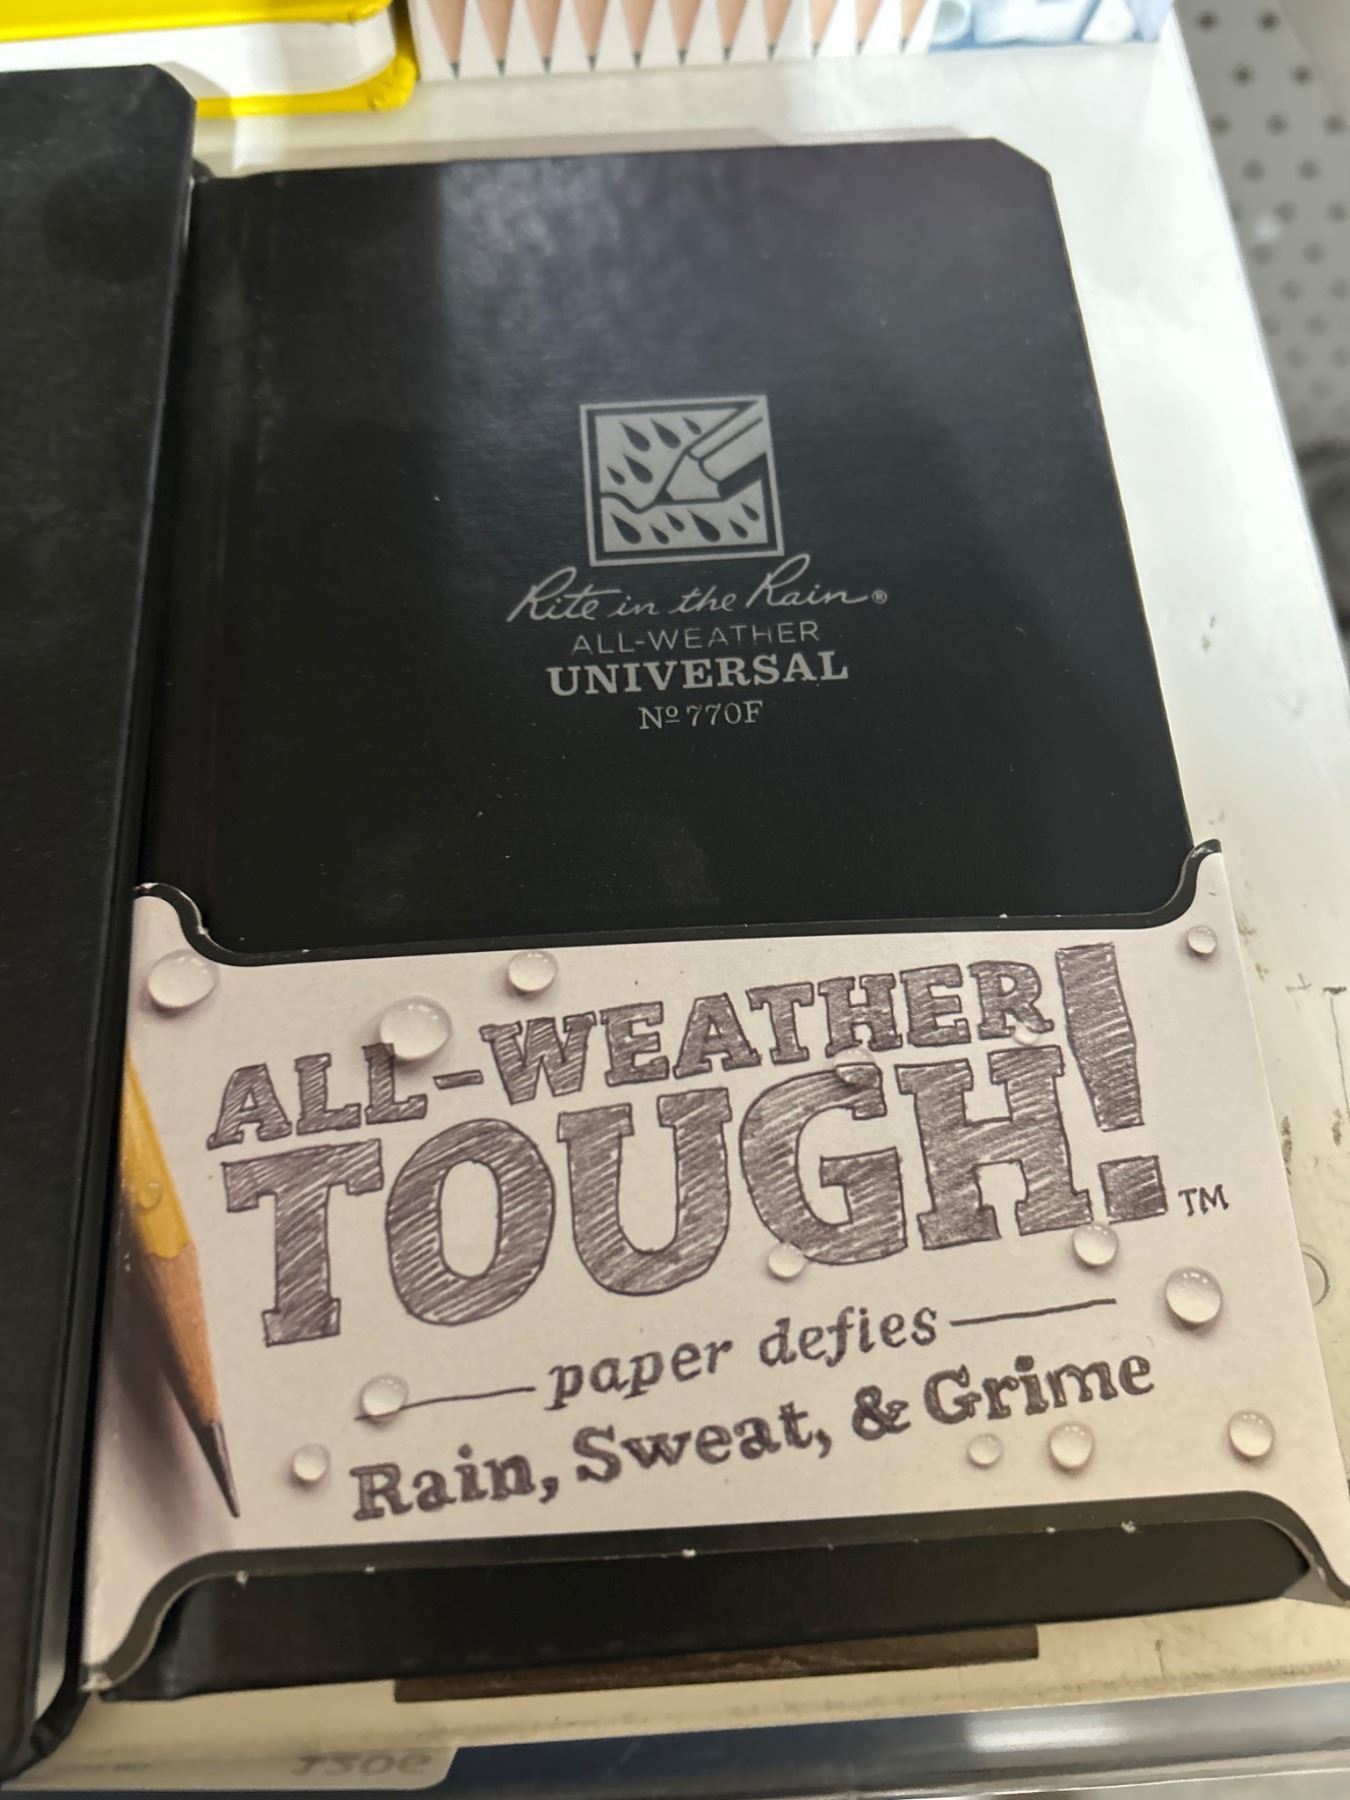 Rite in the Rain®
ALL-WEATHER
UNIVERSAL
Nº 770F
ALL-WEATHER
TOUGH!™
paper defies
Rain, Sweat, & Grime